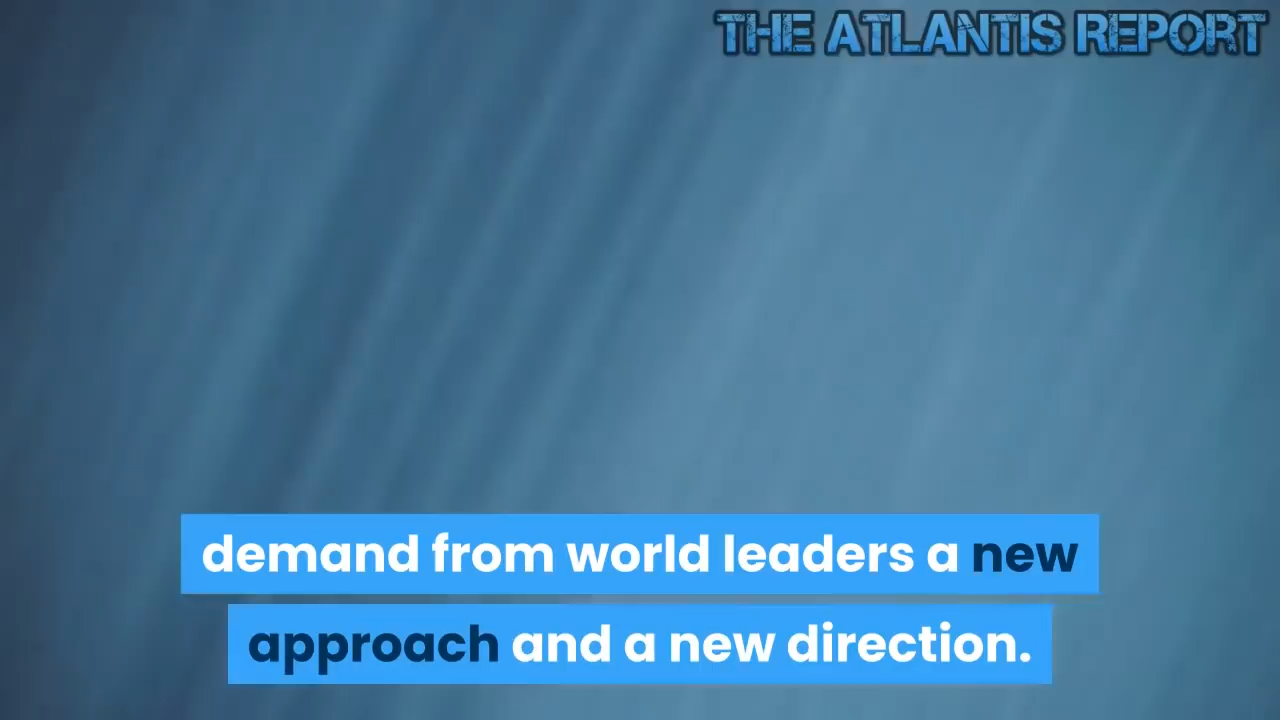 THE ATLANTIS REPORT
demand from world leaders a new
approach and a new direction.